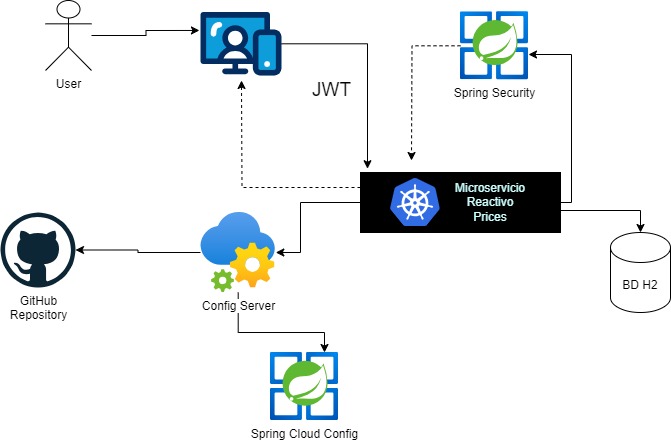 User
JWT
Spring Security
Microservicio
Reactivo
Prices
GitHub
Repository
Config Server
BD H2
Spring Cloud Config